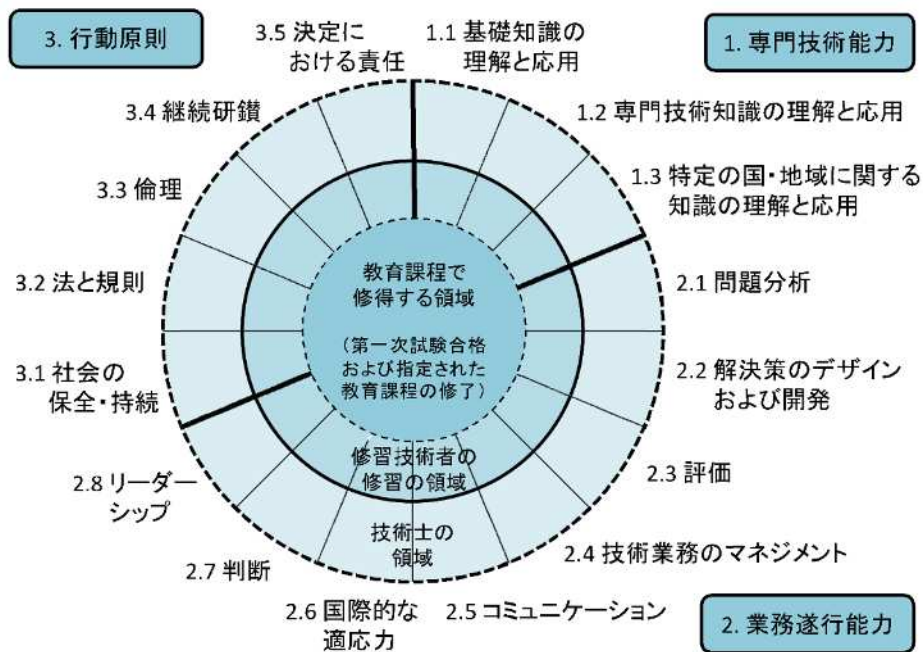 3. 行動原則
3.5 決定に
おける責任
1.1 基礎知識の
理解と応用
1. 専門技術能力
3.4 継続研鑚
1.2 専門技術知識の理解と応用
3.3 倫理
1.3 特定の国・地域に関する
知識の理解と応用
3.2 法と規則
教育課程で
修得する領域
2.1 問題分析
(第一次試験合格
および指定された
教育課程の修了)
3.1 社会の
保全・持続
2.2 解決策のデザイン
および開発
修習技術者の
修習の領域
2.8 リーダー
シップ
2.3 評価
技術士の
領域
2.7 判断
2.4 技術業務のマネジメント
2.6 国際的な
適応力
2.5 コミュニケーション
2. 業務遂行能力